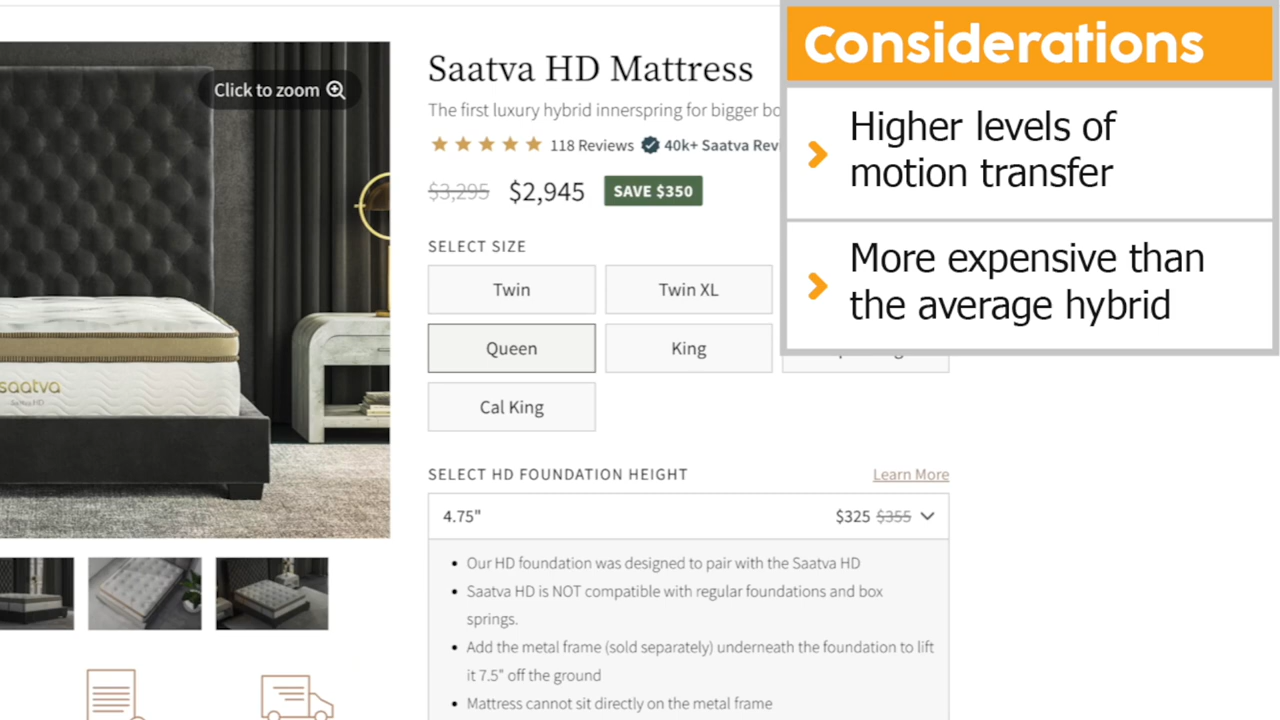 Considerations
Higher levels of
motion transfer
More expensive than
the average hybrid
Click to zoom
saatva
Saatva HD Mattress
The first luxury hybrid innerspring for bigger
118 Reviews
40k+ Saatva
$3,295 $2,945 SAVE $350
SELECT SIZE
Twin
Twin XL
Queen
King
Cal King
SELECT HD FOUNDATION HEIGHT
Learn More
4.75"
$325 $355
• Our HD foundation was designed to pair with the Saatva HD
• Saatva HD is NOT compatible with regular foundations and box
springs.
• Add the metal frame (sold separately) underneath the foundation to lift
it 7.5" off the ground
• Mattress cannot sit directly on the metal frame